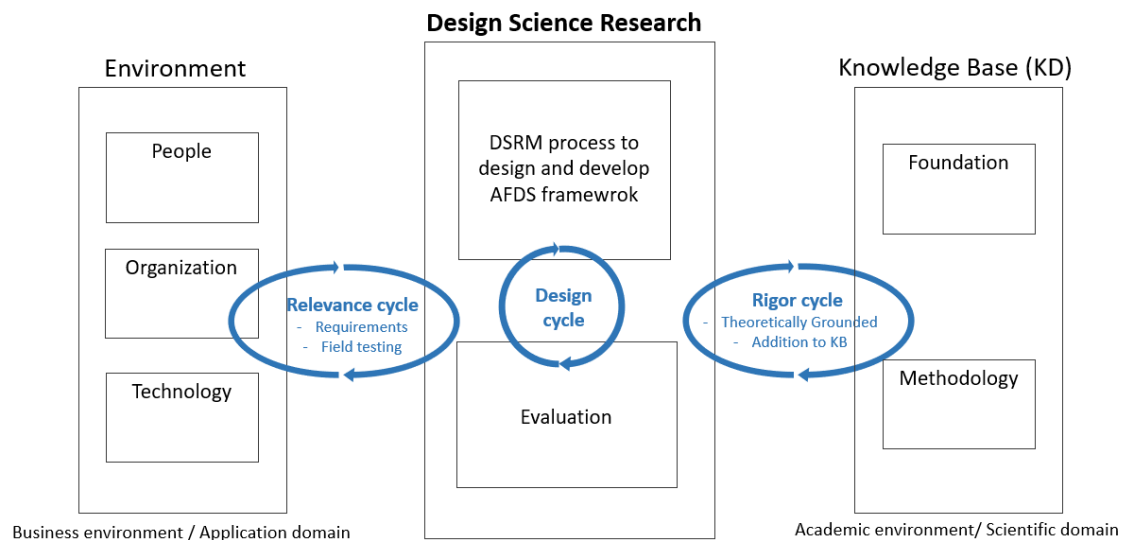 Design Science Research
Environment
People
Organization
Technology
Business environment / Application domain
Relevance cycle
- Requirements
- Field testing
DSRM process to
design and develop
AFDS framewrok
Design
cycle
Evaluation
Rigor cycle
- Theoretically Grounded
- Addition to KB
Knowledge Base (KD)
Foundation
Methodology
Academic environment/ Scientific domain